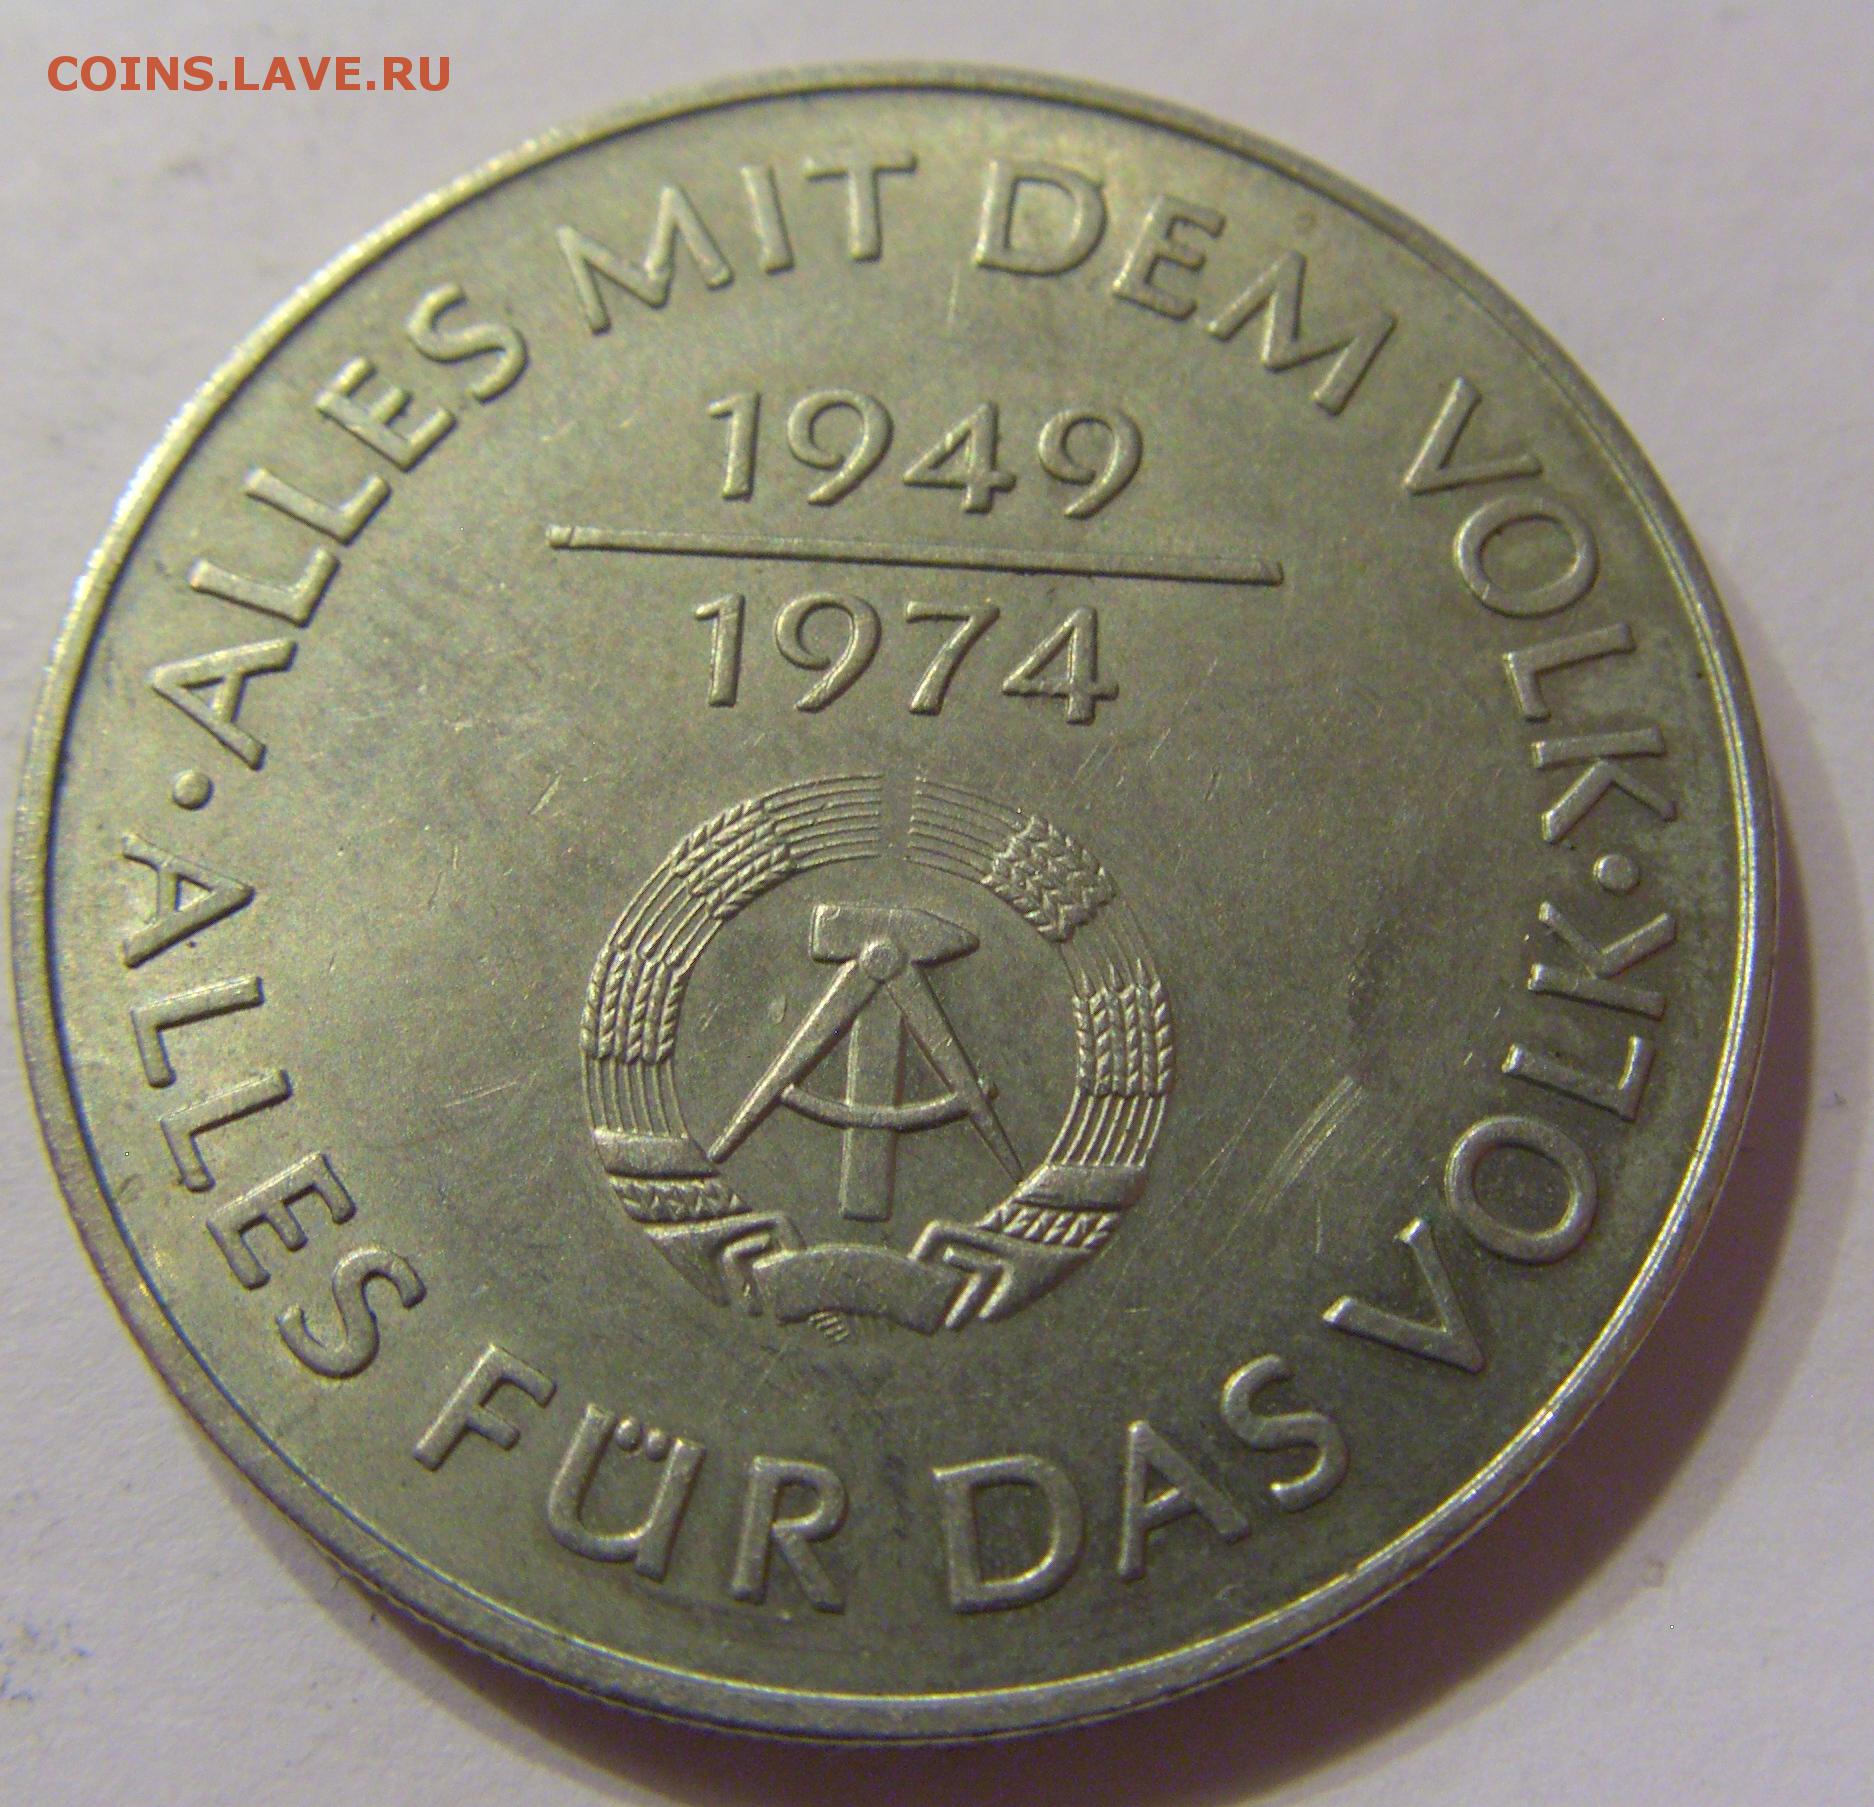 COINS.LAVE.RU
· ALLES MIT DEM VOLK ·
1949
1974
ALLES FÜR DAS VOLK